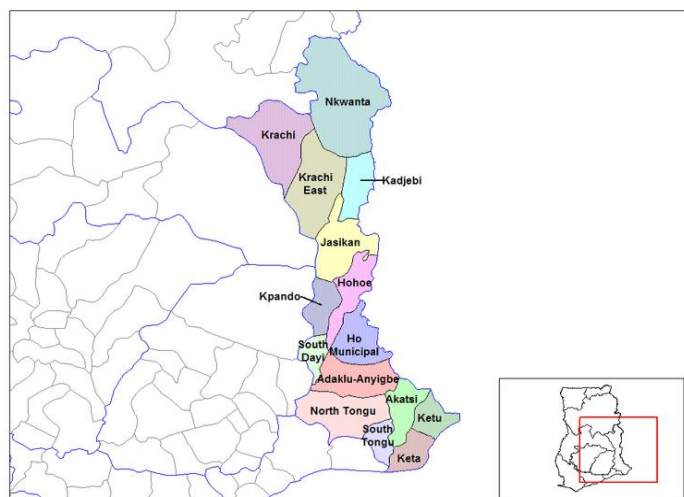 Nkwanta
Krachi
Krachi
East
Kadjebi
Jasikan
Hohoe
Kpando
South
Dayi
Ho
Municipal
Adaklu-Anyigbe
Akatsi
North Tongu
Ketu
South
Tongu
Keta